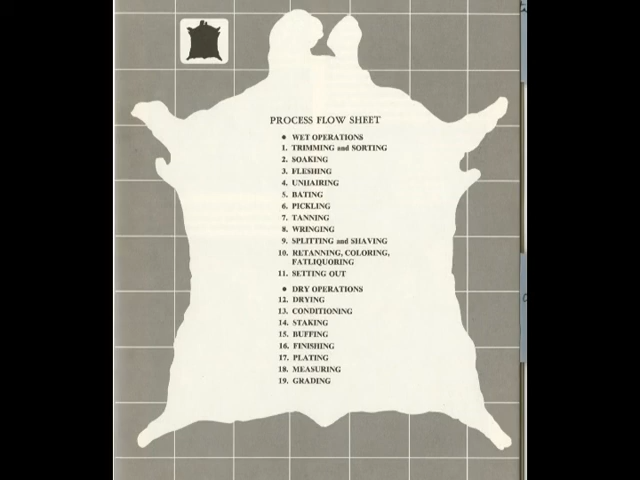 PROCESS FLOW SHEET
● WET OPERATIONS
1. TRIMMING and SORTING
2. SOAKING
3. FLESHING
4. UNHAIRING
5. BATING
6. PICKLING
7. TANNING
8. WRINGING
9. SPLITTING and SHAVING
10. RETANNING, COLORING,
FATLIQUORING
11. SETTING OUT
● DRY OPERATIONS
12. DRYING
13. CONDITIONING
14. STAKING
15. BUFFING
16. FINISHING
17. PLATING
18. MEASURING
19. GRADING